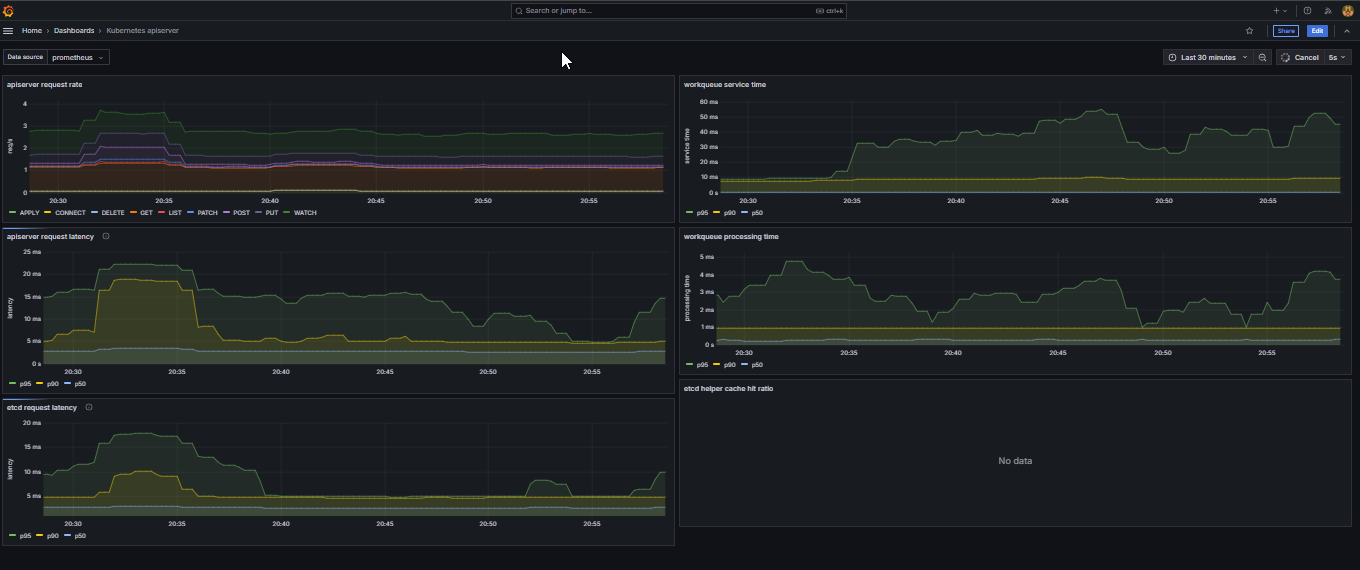 Search or jump to...
ctrl+k
Home › Dashboards › Kubernetes apiserver
Share
Edit
Data source
prometheus
Last 30 minutes
Cancel
5s
apiserver request rate
req/s
4
3
2
1
0
20:30 20:35 20:40 20:45 20:50 20:55
APPLY CONNECT DELETE GET LIST PATCH POST PUT WATCH
workqueue service time
service time
60 ms
50 ms
40 ms
30 ms
20 ms
10 ms
0 s
20:30 20:35 20:40 20:45 20:50 20:55
p95 p90 p50
apiserver request latency
latency
25 ms
20 ms
15 ms
10 ms
5 ms
0 s
20:30 20:35 20:40 20:45 20:50 20:55
p95 p90 p50
workqueue processing time
processing time
5 ms
4 ms
3 ms
2 ms
1 ms
0 s
20:30 20:35 20:40 20:45 20:50 20:55
p95 p90 p50
etcd request latency
latency
20 ms
15 ms
10 ms
5 ms
20:30 20:35 20:40 20:45 20:50 20:55
p95 p90 p50
etcd helper cache hit ratio
No data